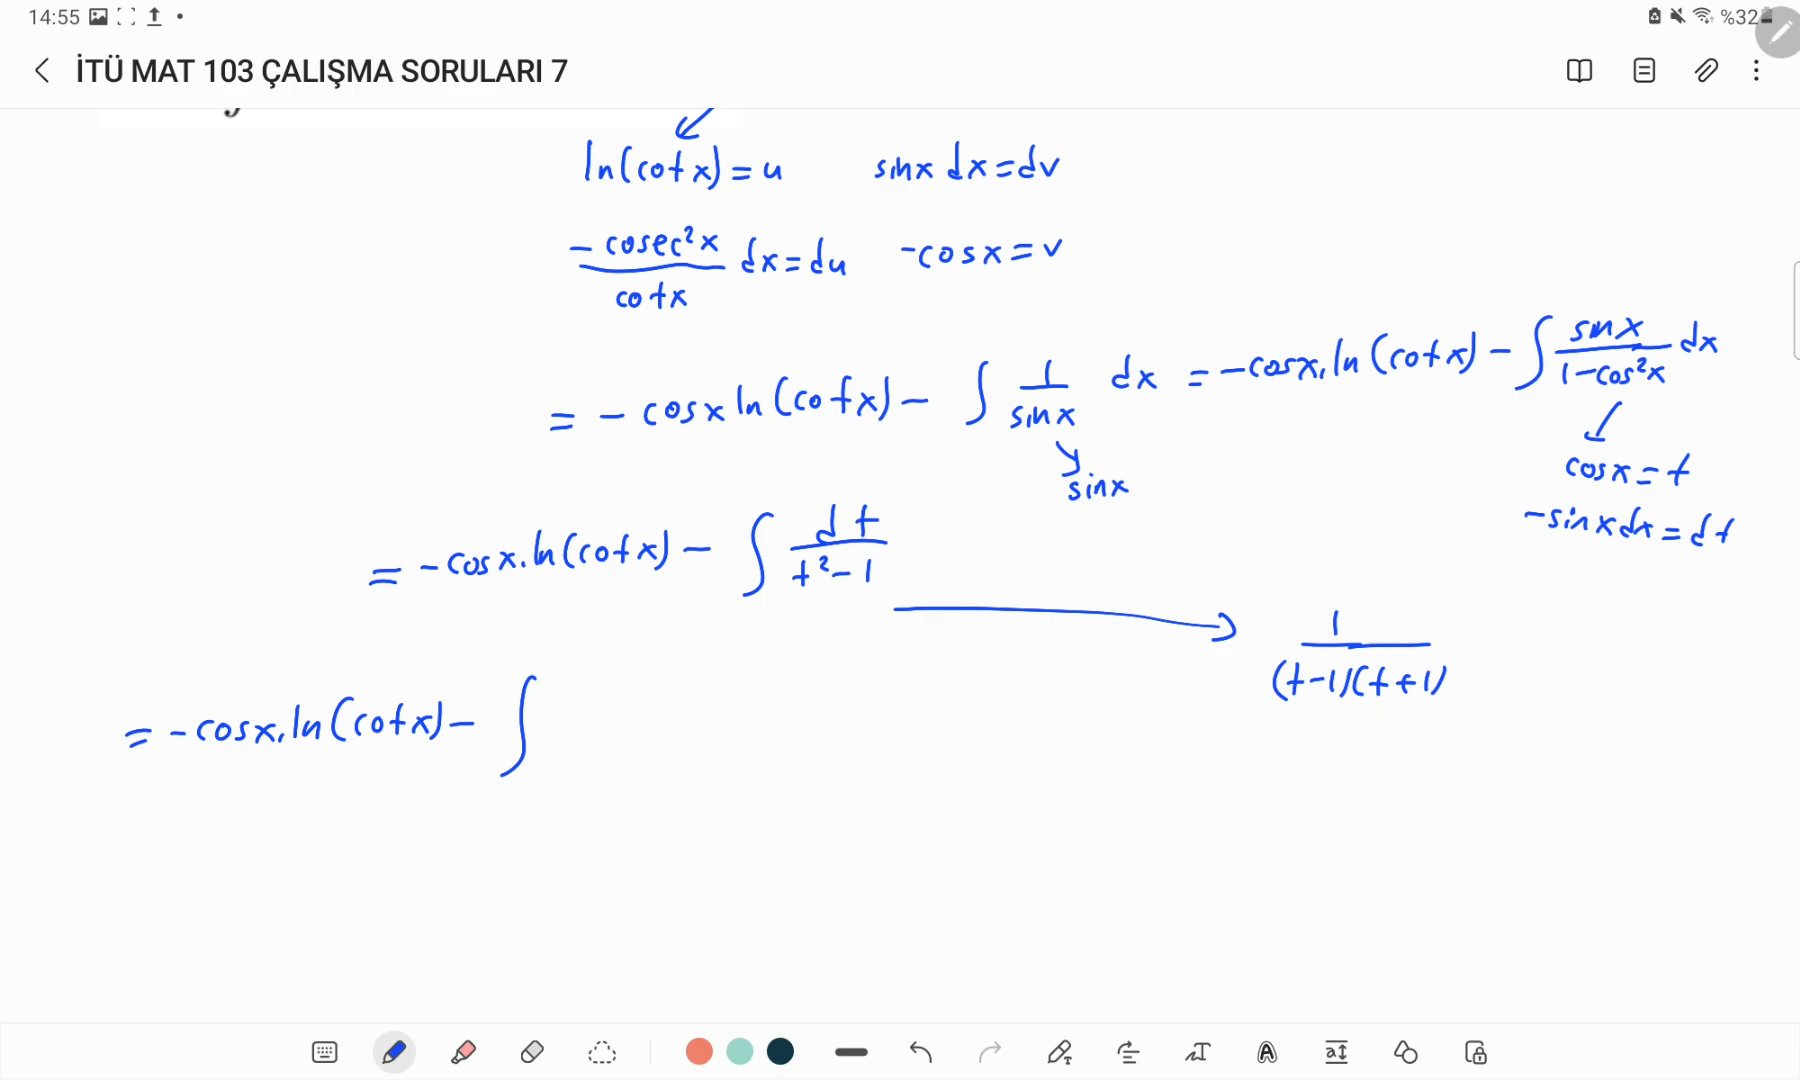 14:55 %32
İTÜ MAT 103 ÇALIŞMA SORULARI 7
ln(cotx)=u sinx dx=dv
-cosec²x/cotx dx=du -cosx=v
= -cosx ln(cotx) - ∫ 1/sinx dx = -cosx.ln(cotx) - ∫ sinx/(1-cos²x) dx
sinx
cosx=t
-sinxdx=dt
= -cosx.ln(cotx) - ∫ dt/(t²-1)
1/((t-1)(t+1))
= -cosx.ln(cotx) - ∫